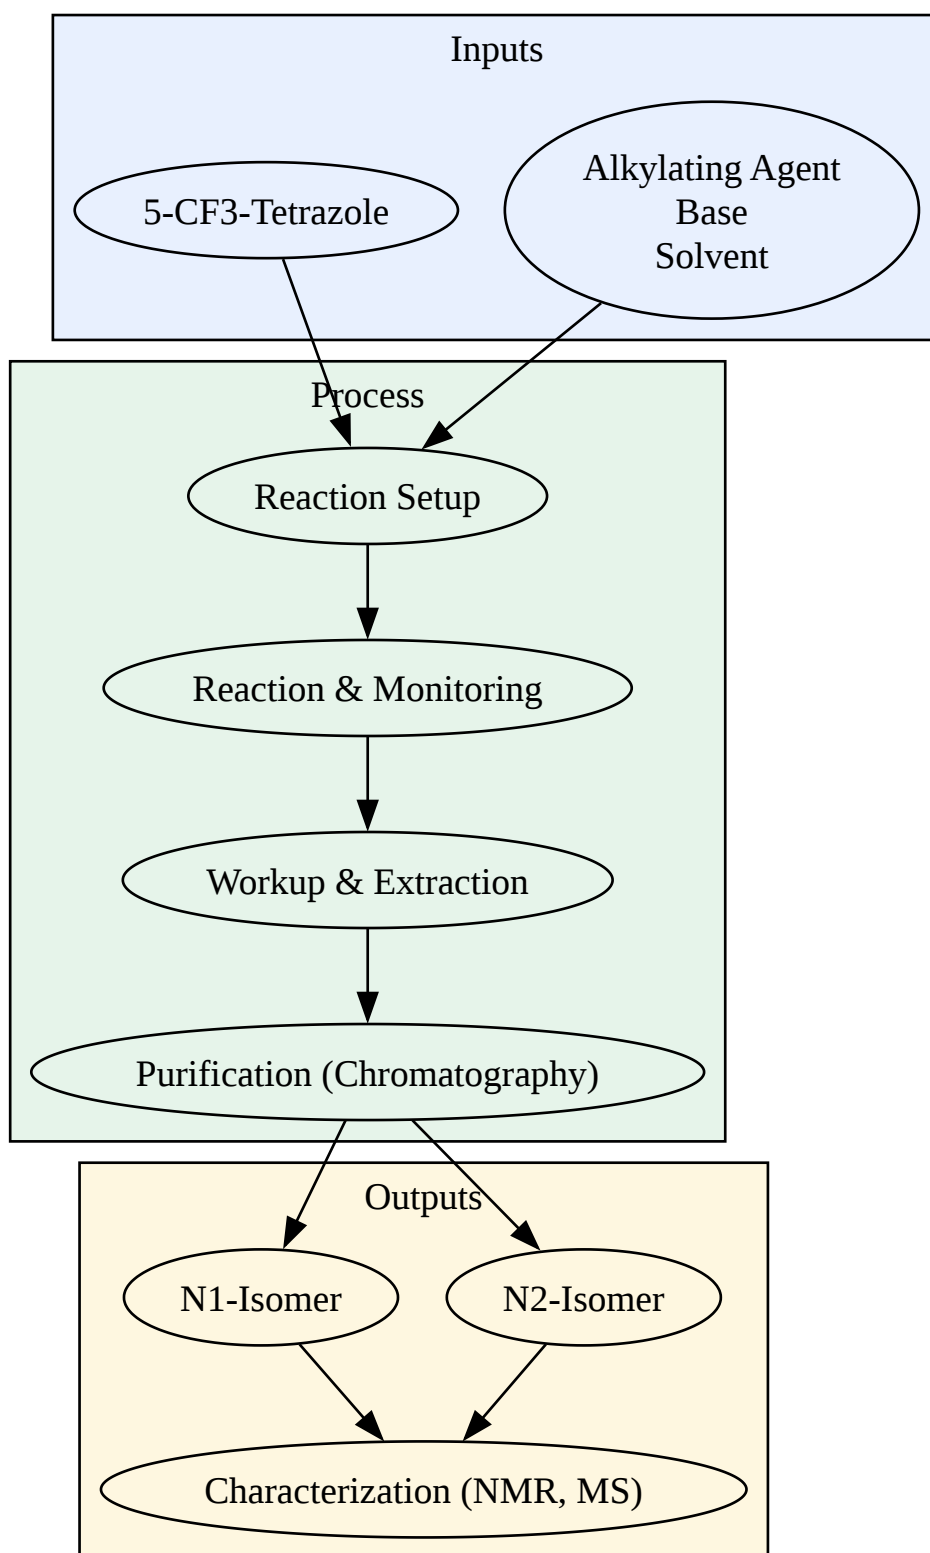 Inputs
5-CF3-Tetrazole
Alkylating Agent
Base
Solvent
Process
Reaction Setup
Reaction & Monitoring
Workup & Extraction
Purification (Chromatography)
Outputs
N1-Isomer
N2-Isomer
Characterization (NMR, MS)